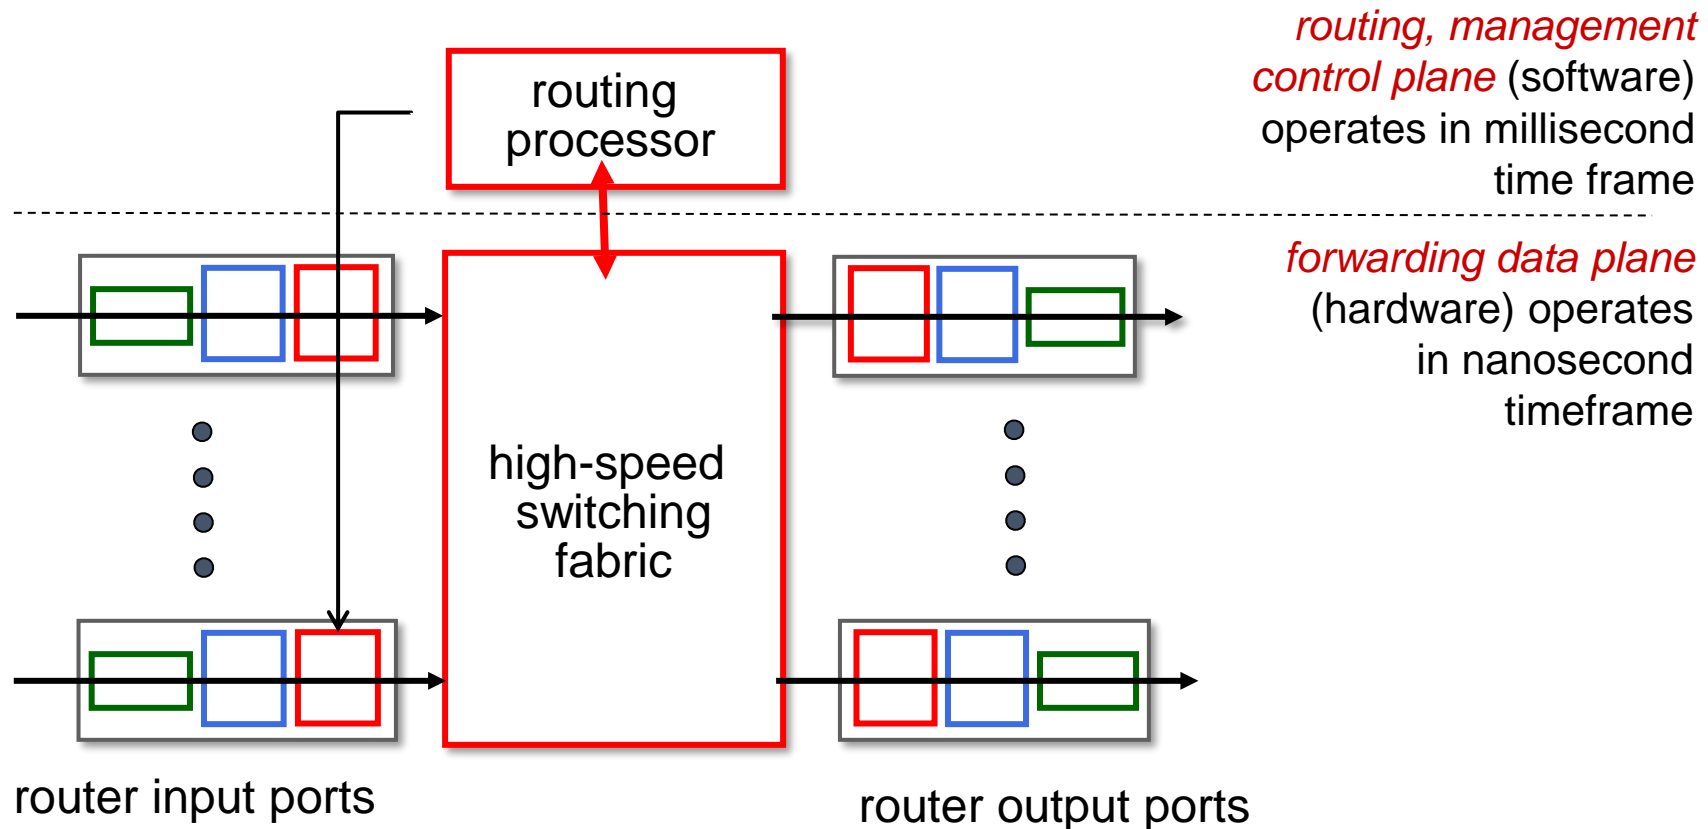 routing
processor
routing, management
control plane (software)
operates in millisecond
time frame
forwarding data plane
(hardware) operates
in nanosecond
timeframe
high-speed
switching
fabric
router input ports
router output ports